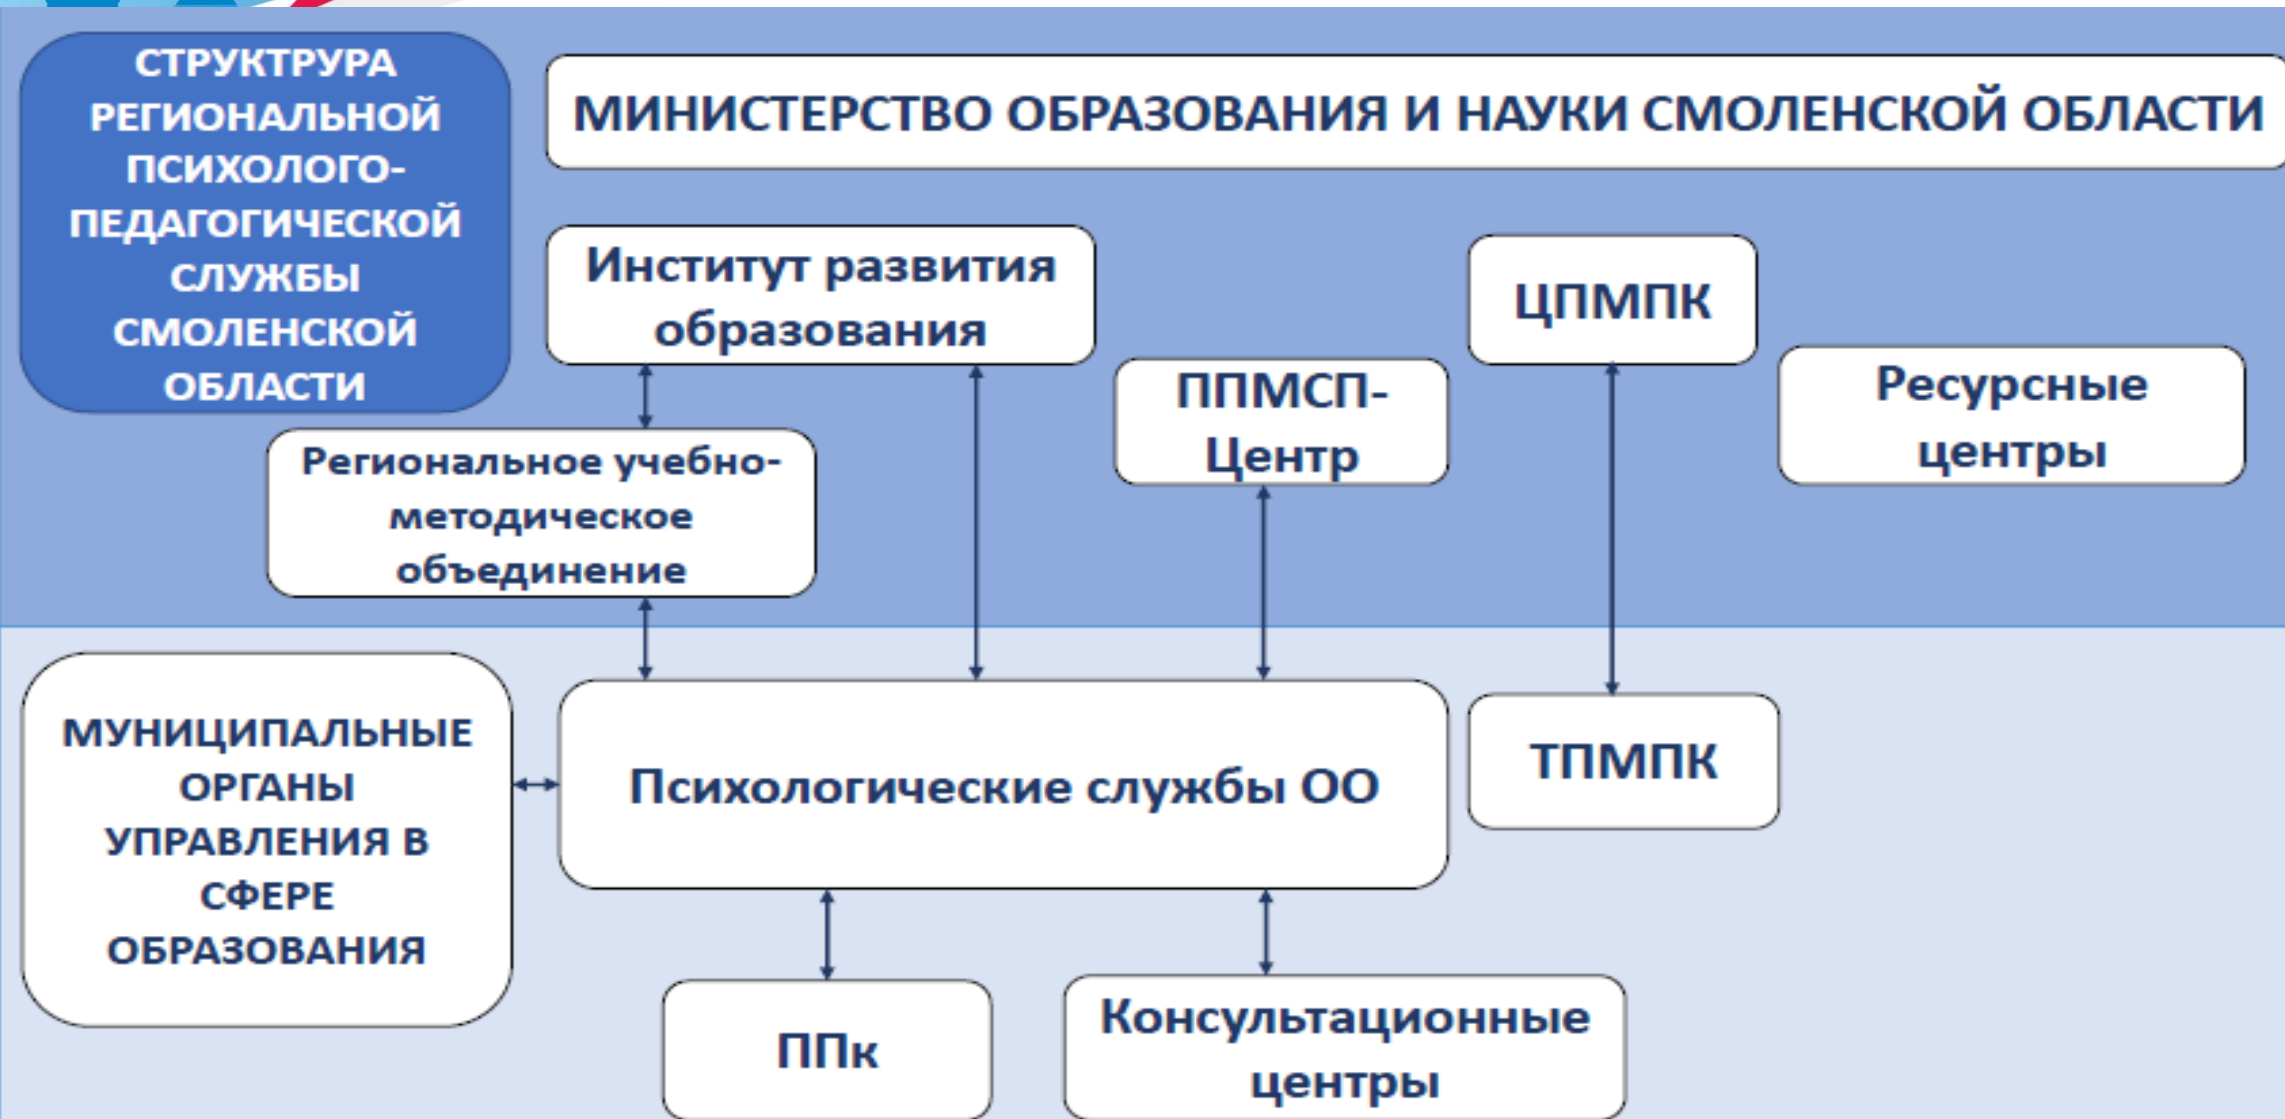 СТРУКТРУРА
РЕГИОНАЛЬНОЙ
ПСИХОЛОГО-
ПЕДАГОГИЧЕСКОЙ
СЛУЖБЫ
СМОЛЕНСКОЙ
ОБЛАСТИ
МИНИСТЕРСТВО ОБРАЗОВАНИЯ И НАУКИ СМОЛЕНСКОЙ ОБЛАСТИ
Институт развития
образования
ЦПМПК
ППМСП-
Центр
Ресурсные
центры
Региональное учебно-
методическое
объединение
МУНИЦИПАЛЬНЫЕ
ОРГАНЫ
УПРАВЛЕНИЯ В
СФЕРЕ
ОБРАЗОВАНИЯ
Психологические службы ОО
ТПМПК
ППк
Консультационные
центры